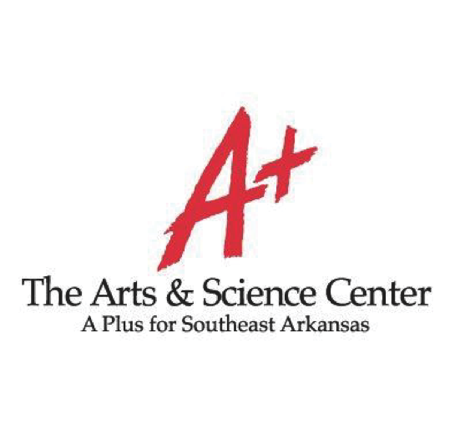 A+
The Arts & Science Center
A Plus for Southeast Arkansas